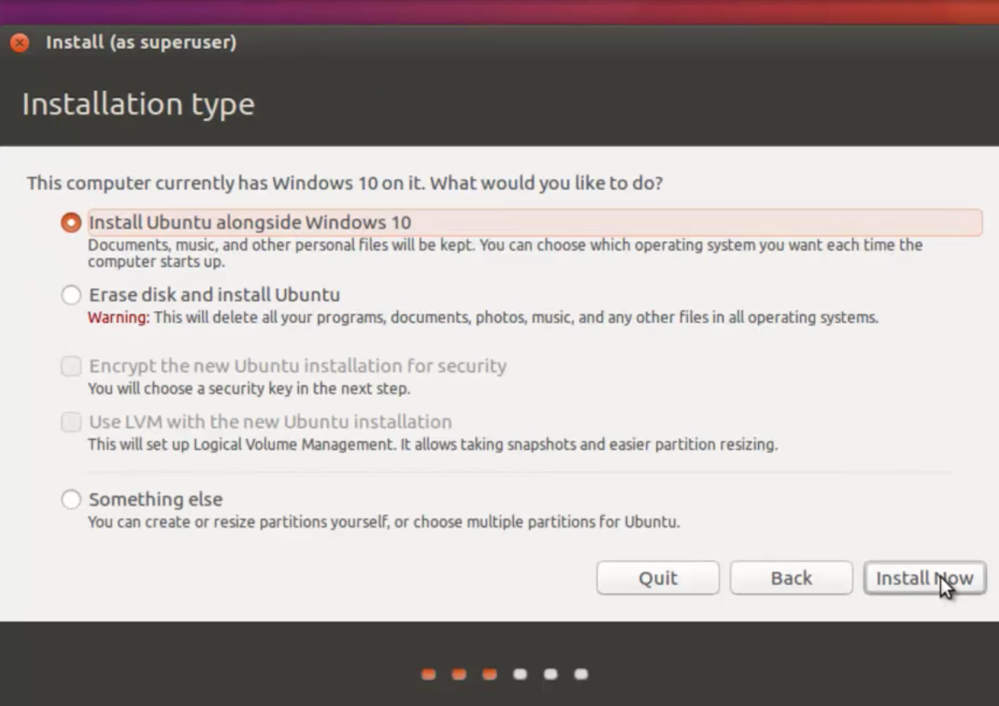 Install (as superuser)
Installation type
This computer currently has Windows 10 on it. What would you like to do?
Install Ubuntu alongside Windows 10
Documents, music, and other personal files will be kept. You can choose which operating system you want each time the
computer starts up.
Erase disk and install Ubuntu
Warning: This will delete all your programs, documents, photos, music, and any other files in all operating systems.
Encrypt the new Ubuntu installation for security
You will choose a security key in the next step.
Use LVM with the new Ubuntu installation
This will set up Logical Volume Management. It allows taking snapshots and easier partition resizing.
Something else
You can create or resize partitions yourself, or choose multiple partitions for Ubuntu.
Quit
Back
Install Now